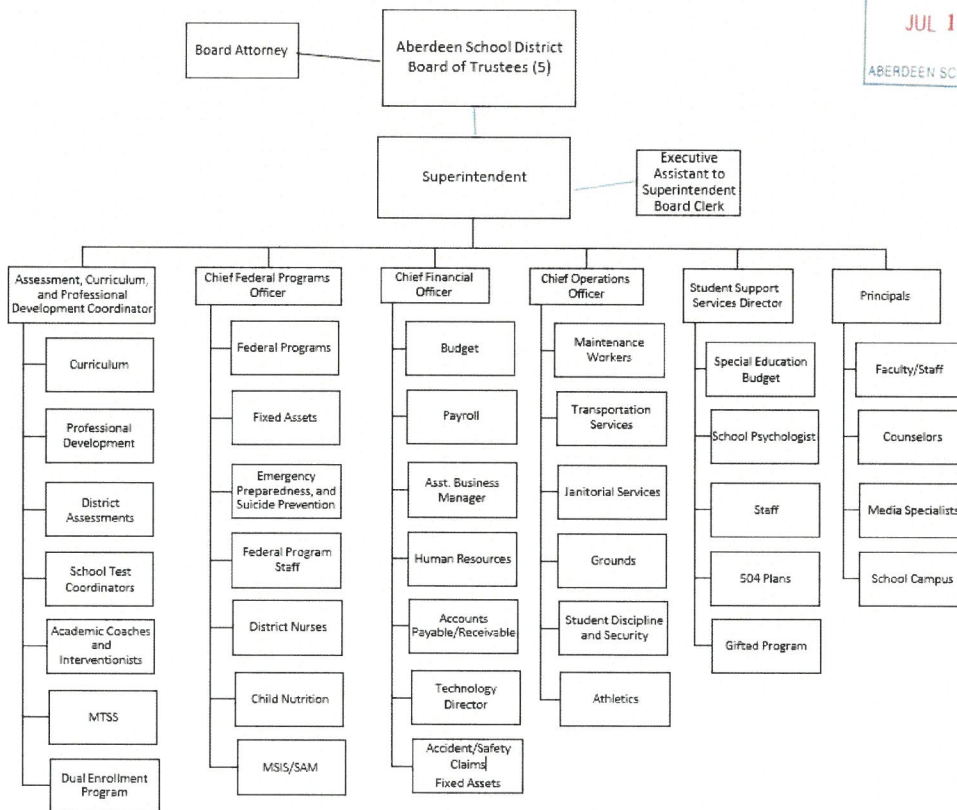 JUL 1
ABERDEEN SC
Board Attorney
Aberdeen School District
Board of Trustees (5)
Superintendent
Executive
Assistant to
Superintendent
Board Clerk
Assessment, Curriculum,
and Professional
Development Coordinator
Curriculum
Professional
Development
District
Assessments
School Test
Coordinators
Academic Coaches
and
Interventionists
MTSS
Dual Enrollment
Program
Chief Federal Programs
Officer
Federal Programs
Fixed Assets
Emergency
Preparedness, and
Suicide Prevention
Federal Program
Staff
District Nurses
Child Nutrition
MSIS/SAM
Chief Financial
Officer
Budget
Payroll
Asst. Business
Manager
Human Resources
Accounts
Payable/Receivable
Technology
Director
Accident/Safety
Claims
Fixed Assets
Chief Operations
Officer
Maintenance
Workers
Transportation
Services
Janitorial Services
Grounds
Student Discipline
and Security
Athletics
Student Support
Services Director
Special Education
Budget
School Psychologist
Staff
504 Plans
Gifted Program
Principals
Faculty/Staff
Counselors
Media Specialists
School Campus